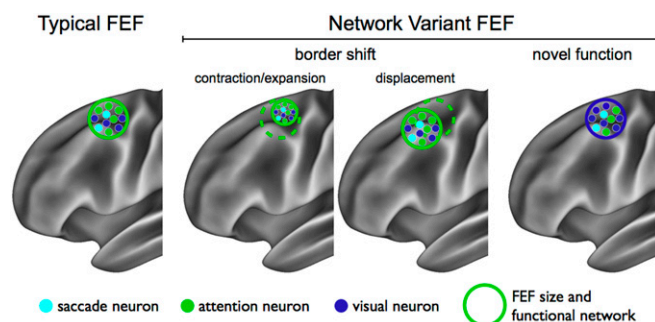 Typical FEF
Network Variant FEF
border shift
novel function
contraction/expansion
displacement
saccade neuron
attention neuron
visual neuron
FEF size and
functional network